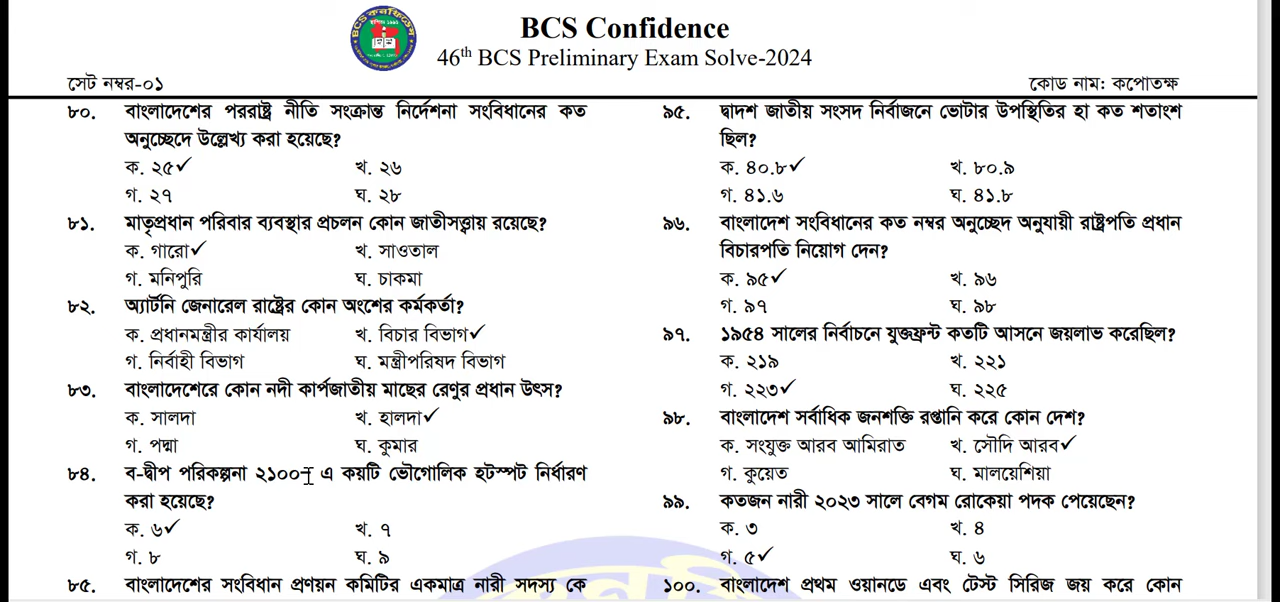 BCS Confidence
46th BCS Preliminary Exam Solve-2024
সেট নম্বর-০১
কোড নাম: কপোতক্ষ
৮০. বাংলাদেশের পররাষ্ট্র নীতি সংক্রান্ত নির্দেশনা সংবিধানের কত
অনুচ্ছেদে উল্লেখ্য করা হয়েছে?
ক. ২৫✓ খ. ২৬
গ. ২৭ ঘ. ২৮
৮১. মাতৃপ্রধান পরিবার ব্যবস্থার প্রচলন কোন জাতীসত্ত্বায় রয়েছে?
ক. গারো✓ খ. সাওতাল
গ. মনিপুরি ঘ. চাকমা
৮২. অ্যার্টনি জেনারেল রাষ্ট্রের কোন অংশের কর্মকর্তা?
ক. প্রধানমন্ত্রীর কার্যালয় খ. বিচার বিভাগ✓
গ. নির্বাহী বিভাগ ঘ. মন্ত্রীপরিষদ বিভাগ
৮৩. বাংলাদেশেরে কোন নদী কার্পজাতীয় মাছের রেণুর প্রধান উৎস?
ক. সালদা খ. হালদা✓
গ. পদ্মা ঘ. কুমার
৮৪. ব-দ্বীপ পরিকল্পনা ২১০০- এ কয়টি ভৌগোলিক হটস্পট নির্ধারণ
করা হয়েছে?
ক. ৬✓ খ. ৭
গ. ৮ ঘ. ৯
৮৫. বাংলাদেশের সংবিধান প্রণয়ন কমিটির একমাত্র নারী সদস্য কে
৯৫. দ্বাদশ জাতীয় সংসদ নির্বাজনে ভোটার উপস্থিতির হা কত শতাংশ
ছিল?
ক. ৪০.৮✓ খ. ৮০.৯
গ. ৪১.৬ ঘ. ৪১.৮
৯৬. বাংলাদেশ সংবিধানের কত নম্বর অনুচ্ছেদ অনুযায়ী রাষ্ট্রপতি প্রধান
বিচারপতি নিয়োগ দেন?
ক. ৯৫✓ খ. ৯৬
গ. ৯৭ ঘ. ৯৮
৯৭. ১৯৫৪ সালের নির্বাচনে যুক্তফ্রন্ট কতটি আসনে জয়লাভ করেছিল?
ক. ২১৯ খ. ২২১
গ. ২২৩✓ ঘ. ২২৫
৯৮. বাংলাদেশ সর্বাধিক জনশক্তি রপ্তানি করে কোন দেশ?
ক. সংযুক্ত আরব আমিরাত খ. সৌদি আরব✓
গ. কুয়েত ঘ. মালয়েশিয়া
৯৯. কতজন নারী ২০২৩ সালে বেগম রোকেয়া পদক পেয়েছেন?
ক. ৩ খ. ৪
গ. ৫✓ ঘ. ৬
১০০. বাংলাদেশ প্রথম ওয়ানডে এবং টেস্ট সিরিজ জয় করে কোন